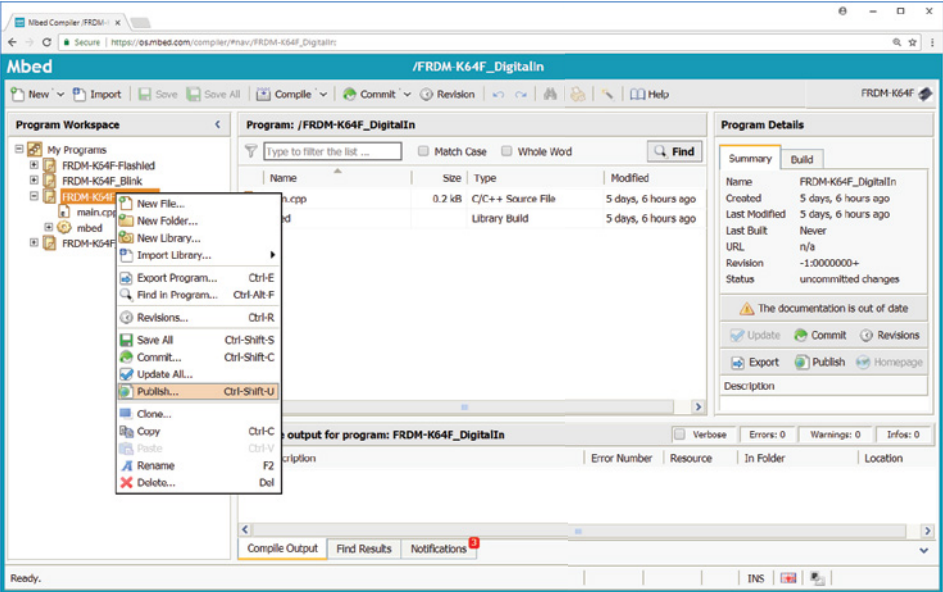 Mbed Compiler /FRDM-
Secure | https://os.mbed.com/compiler/#nav:/FRDM-K64F_DigitalIn;
Mbed /FRDM-K64F_DigitalIn
New Import Save Save All Compile Commit Revision Help FRDM-K64F
Program Workspace
My Programs
FRDM-K64F-Flashled
FRDM-K64F_Blink
FRDM-K64F
main.cpp
mbed
FRDM-K64F
New File...
New Folder...
New Library...
Import Library...
Export Program... Ctrl-E
Find in Program... Ctrl-Alt-F
Revisions... Ctrl-R
Save All Ctrl-Shift-S
Commit... Ctrl-Shift-C
Update All...
Publish... Ctrl-Shift-U
Clone...
Copy Ctrl-C
Paste Ctrl-V
Rename F2
Delete... Del
Program: /FRDM-K64F_DigitalIn
Type to filter the list ... Match Case Whole Word Find
Name Size Type Modified
n.cpp 0.2 kB C/C++ Source File 5 days, 6 hours ago
ed Library Build 5 days, 6 hours ago
Program Details
Summary Build
Name FRDM-K64F_DigitalIn
Created 5 days, 6 hours ago
Last Modified 5 days, 6 hours ago
Last Built Never
URL n/a
Revision -1:0000000+
Status uncommitted changes
The documentation is out of date
Update Commit Revisions
Export Publish Homepage
Description
output for program: FRDM-K64F_DigitalIn Verbose Errors: 0 Warnings: 0 Infos: 0
cription Error Number Resource In Folder Location
Compile Output Find Results Notifications 3
Ready. INS